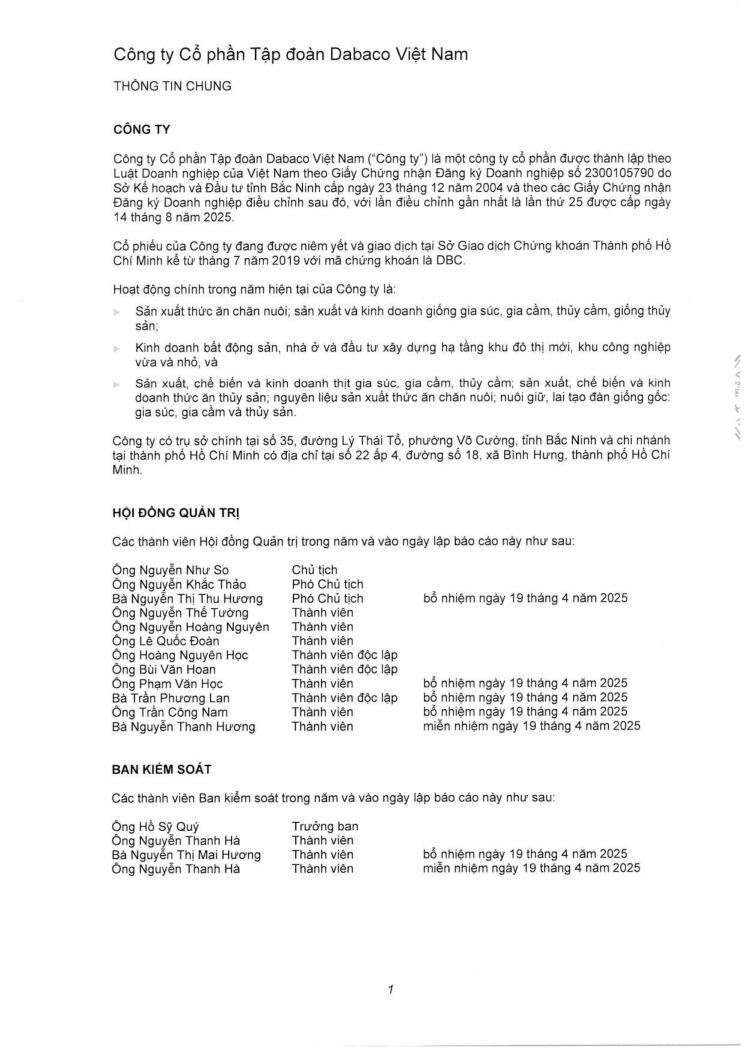 Công ty Cổ phần Tập đoàn Dabaco Việt Nam
THÔNG TIN CHUNG
CÔNG TY
Công ty Cổ phần Tập đoàn Dabaco Việt Nam (“Công ty”) là một công ty cổ phần được thành lập theo
Luật Doanh nghiệp của Việt Nam theo Giấy Chứng nhận Đăng ký Doanh nghiệp số 2300105790 do
Sở Kế hoạch và Đầu tư tỉnh Bắc Ninh cấp ngày 23 tháng 12 năm 2004 và theo các Giấy Chứng nhận
Đăng ký Doanh nghiệp điều chỉnh sau đó, với lần điều chỉnh gần nhất là lần thứ 25 được cấp ngày
14 tháng 8 năm 2025.
Cổ phiếu của Công ty đang được niêm yết và giao dịch tại Sở Giao dịch Chứng khoán Thành phố Hồ
Chí Minh kể từ tháng 7 năm 2019 với mã chứng khoán là DBC.
Hoạt động chính trong năm hiện tại của Công ty là:
Sản xuất thức ăn chăn nuôi; sản xuất và kinh doanh giống gia súc, gia cầm, thủy cầm, giống thủy
sản;
Kinh doanh bất động sản, nhà ở và đầu tư xây dựng hạ tầng khu đô thị mới, khu công nghiệp
vừa và nhỏ, và
Sản xuất, chế biến và kinh doanh thịt gia súc, gia cầm, thủy cầm; sản xuất, chế biến và kinh
doanh thức ăn thủy sản; nguyên liệu sản xuất thức ăn chăn nuôi; nuôi giữ, lai tạo đàn giống gốc:
gia súc, gia cầm và thủy sản.
Công ty có trụ sở chính tại số 35, đường Lý Thái Tổ, phường Võ Cường, tỉnh Bắc Ninh và chi nhánh
tại thành phố Hồ Chí Minh có địa chỉ tại số 22 ấp 4, đường số 18, xã Bình Hưng, thành phố Hồ Chí
Minh.
HỘI ĐỒNG QUẢN TRỊ
Các thành viên Hội đồng Quản trị trong năm và vào ngày lập báo cáo này như sau:
Ông Nguyễn Như So Chủ tịch
Ông Nguyễn Khắc Thảo Phó Chủ tịch
Bà Nguyễn Thị Thu Hương Phó Chủ tịch bổ nhiệm ngày 19 tháng 4 năm 2025
Ông Nguyễn Thế Tường Thành viên
Ông Nguyễn Hoàng Nguyên Thành viên
Ông Lê Quốc Đoàn Thành viên
Ông Hoàng Nguyên Học Thành viên độc lập
Ông Bùi Văn Hoan Thành viên độc lập
Ông Phạm Văn Học Thành viên bổ nhiệm ngày 19 tháng 4 năm 2025
Bà Trần Phương Lan Thành viên độc lập bổ nhiệm ngày 19 tháng 4 năm 2025
Ông Trần Công Nam Thành viên bổ nhiệm ngày 19 tháng 4 năm 2025
Bà Nguyễn Thanh Hương Thành viên miễn nhiệm ngày 19 tháng 4 năm 2025
BAN KIỂM SOÁT
Các thành viên Ban kiểm soát trong năm và vào ngày lập báo cáo này như sau:
Ông Hồ Sỹ Quý Trưởng ban
Ông Nguyễn Thanh Hà Thành viên
Bà Nguyễn Thị Mai Hương Thành viên bổ nhiệm ngày 19 tháng 4 năm 2025
Ông Nguyễn Thanh Hà Thành viên miễn nhiệm ngày 19 tháng 4 năm 2025
1